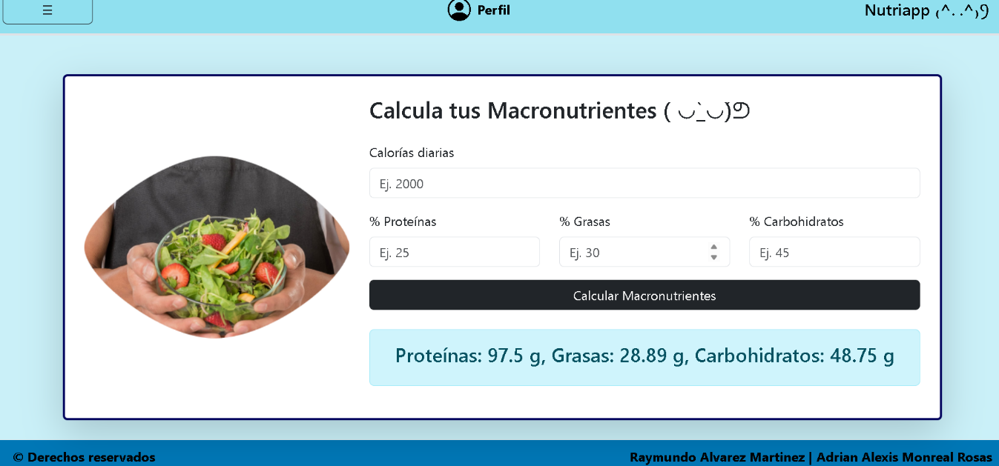 ☰
Perfil
Nutriapp ₍^. .^₎୨
Calcula tus Macronutrientes ( ◡̀_◡́)ᕤ
Calorías diarias
Ej. 2000
% Proteínas
% Grasas
% Carbohidratos
Ej. 25
Ej. 30
Ej. 45
Calcular Macronutrientes
Proteínas: 97.5 g, Grasas: 28.89 g, Carbohidratos: 48.75 g
© Derechos reservados
Raymundo Alvarez Martinez | Adrian Alexis Monreal Rosas